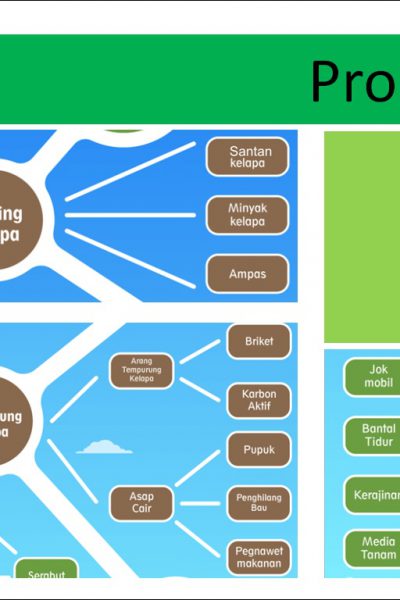 Pro
Santan
kelapa
ing
pa
Minyak
kelapa
Ampas
Briket
Arang
Tempurung
Kelapa
Karbon
Aktif
ung
pa
Pupuk
Asap
Cair
Penghilang
Bau
Pegnawet
makanan
Serabut
Jok
mobil
Bantal
Tidur
Kerajinan
Media
Tanam